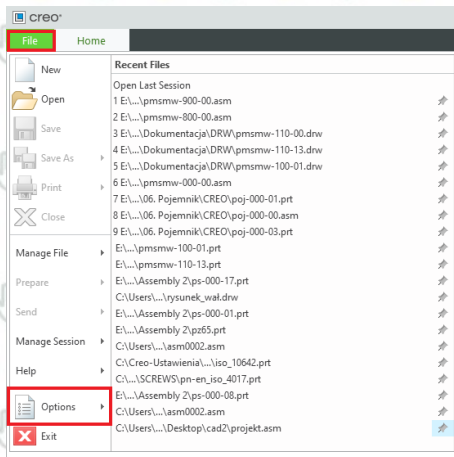 creo
File Home
New
Open
Save
Save As
Print
Close
Manage File
Prepare
Send
Manage Session
Help
Options
Exit
Recent Files
Open Last Session
1 E:\...\pmsmw-900-00.asm
2 E:\...\pmsmw-800-00.asm
3 E:\...\Dokumentacja\DRW\pmsmw-110-00.drw
4 E:\...\Dokumentacja\DRW\pmsmw-110-13.drw
5 E:\...\Dokumentacja\DRW\pmsmw-100-01.drw
6 E:\...\pmsmw-000-00.asm
7 E:\...\06. Pojemnik\CREO\poj-000-01.prt
8 E:\...\06. Pojemnik\CREO\poj-000-00.asm
9 E:\...\06. Pojemnik\CREO\poj-000-03.prt
E:\...\pmsmw-100-01.prt
E:\...\pmsmw-110-13.prt
E:\...\Assembly 2\ps-000-17.prt
C:\Users\...\rysunek_wał.drw
E:\...\Assembly 2\ps-000-01.prt
E:\...\Assembly 2\pz65.prt
C:\Users\...\asm0002.asm
C:\Creo-Ustawienia\...\iso_10642.prt
C:\...\SCREWS\pn-en_iso_4017.prt
E:\...\Assembly 2\ps-000-08.prt
C:\Users\...\asm0002.asm
C:\Users\...\Desktop\cad2\projekt.asm